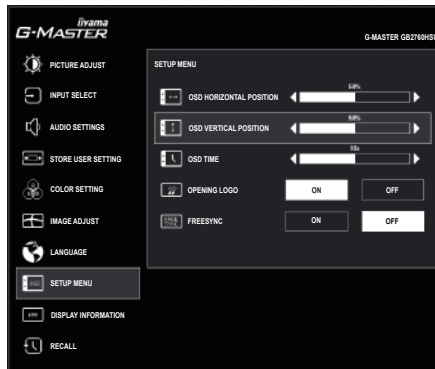 iiyama
G-MASTER
G-MASTER GB2760HS
PICTURE ADJUST
INPUT SELECT
AUDIO SETTINGS
STORE USER SETTING
COLOR SETTING
IMAGE ADJUST
LANGUAGE
SETUP MENU
DISPLAY INFORMATION
RECALL
SETUP MENU
OSD HORIZONTAL POSITION
50%
OSD VERTICAL POSITION
50%
OSD TIME
10s
OPENING LOGO ON OFF
FREESYNC ON OFF